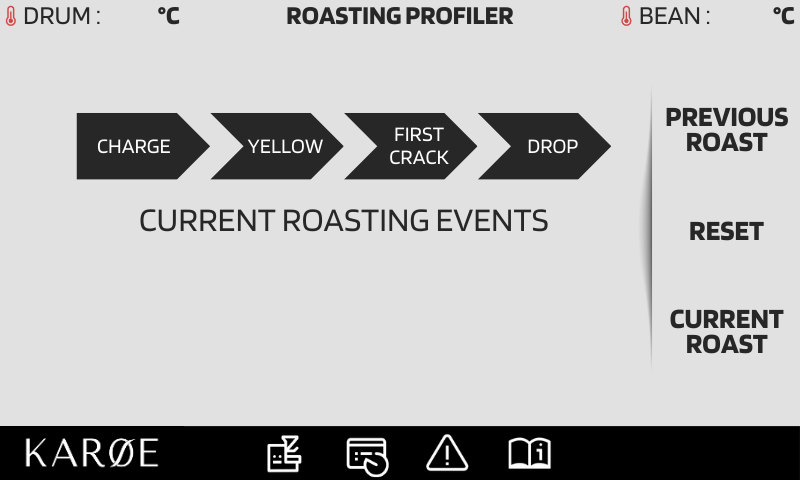 DRUM : °C
ROASTING PROFILER
BEAN : °C
CHARGE
YELLOW
FIRST
CRACK
DROP
CURRENT ROASTING EVENTS
PREVIOUS
ROAST
RESET
CURRENT
ROAST
KARØE